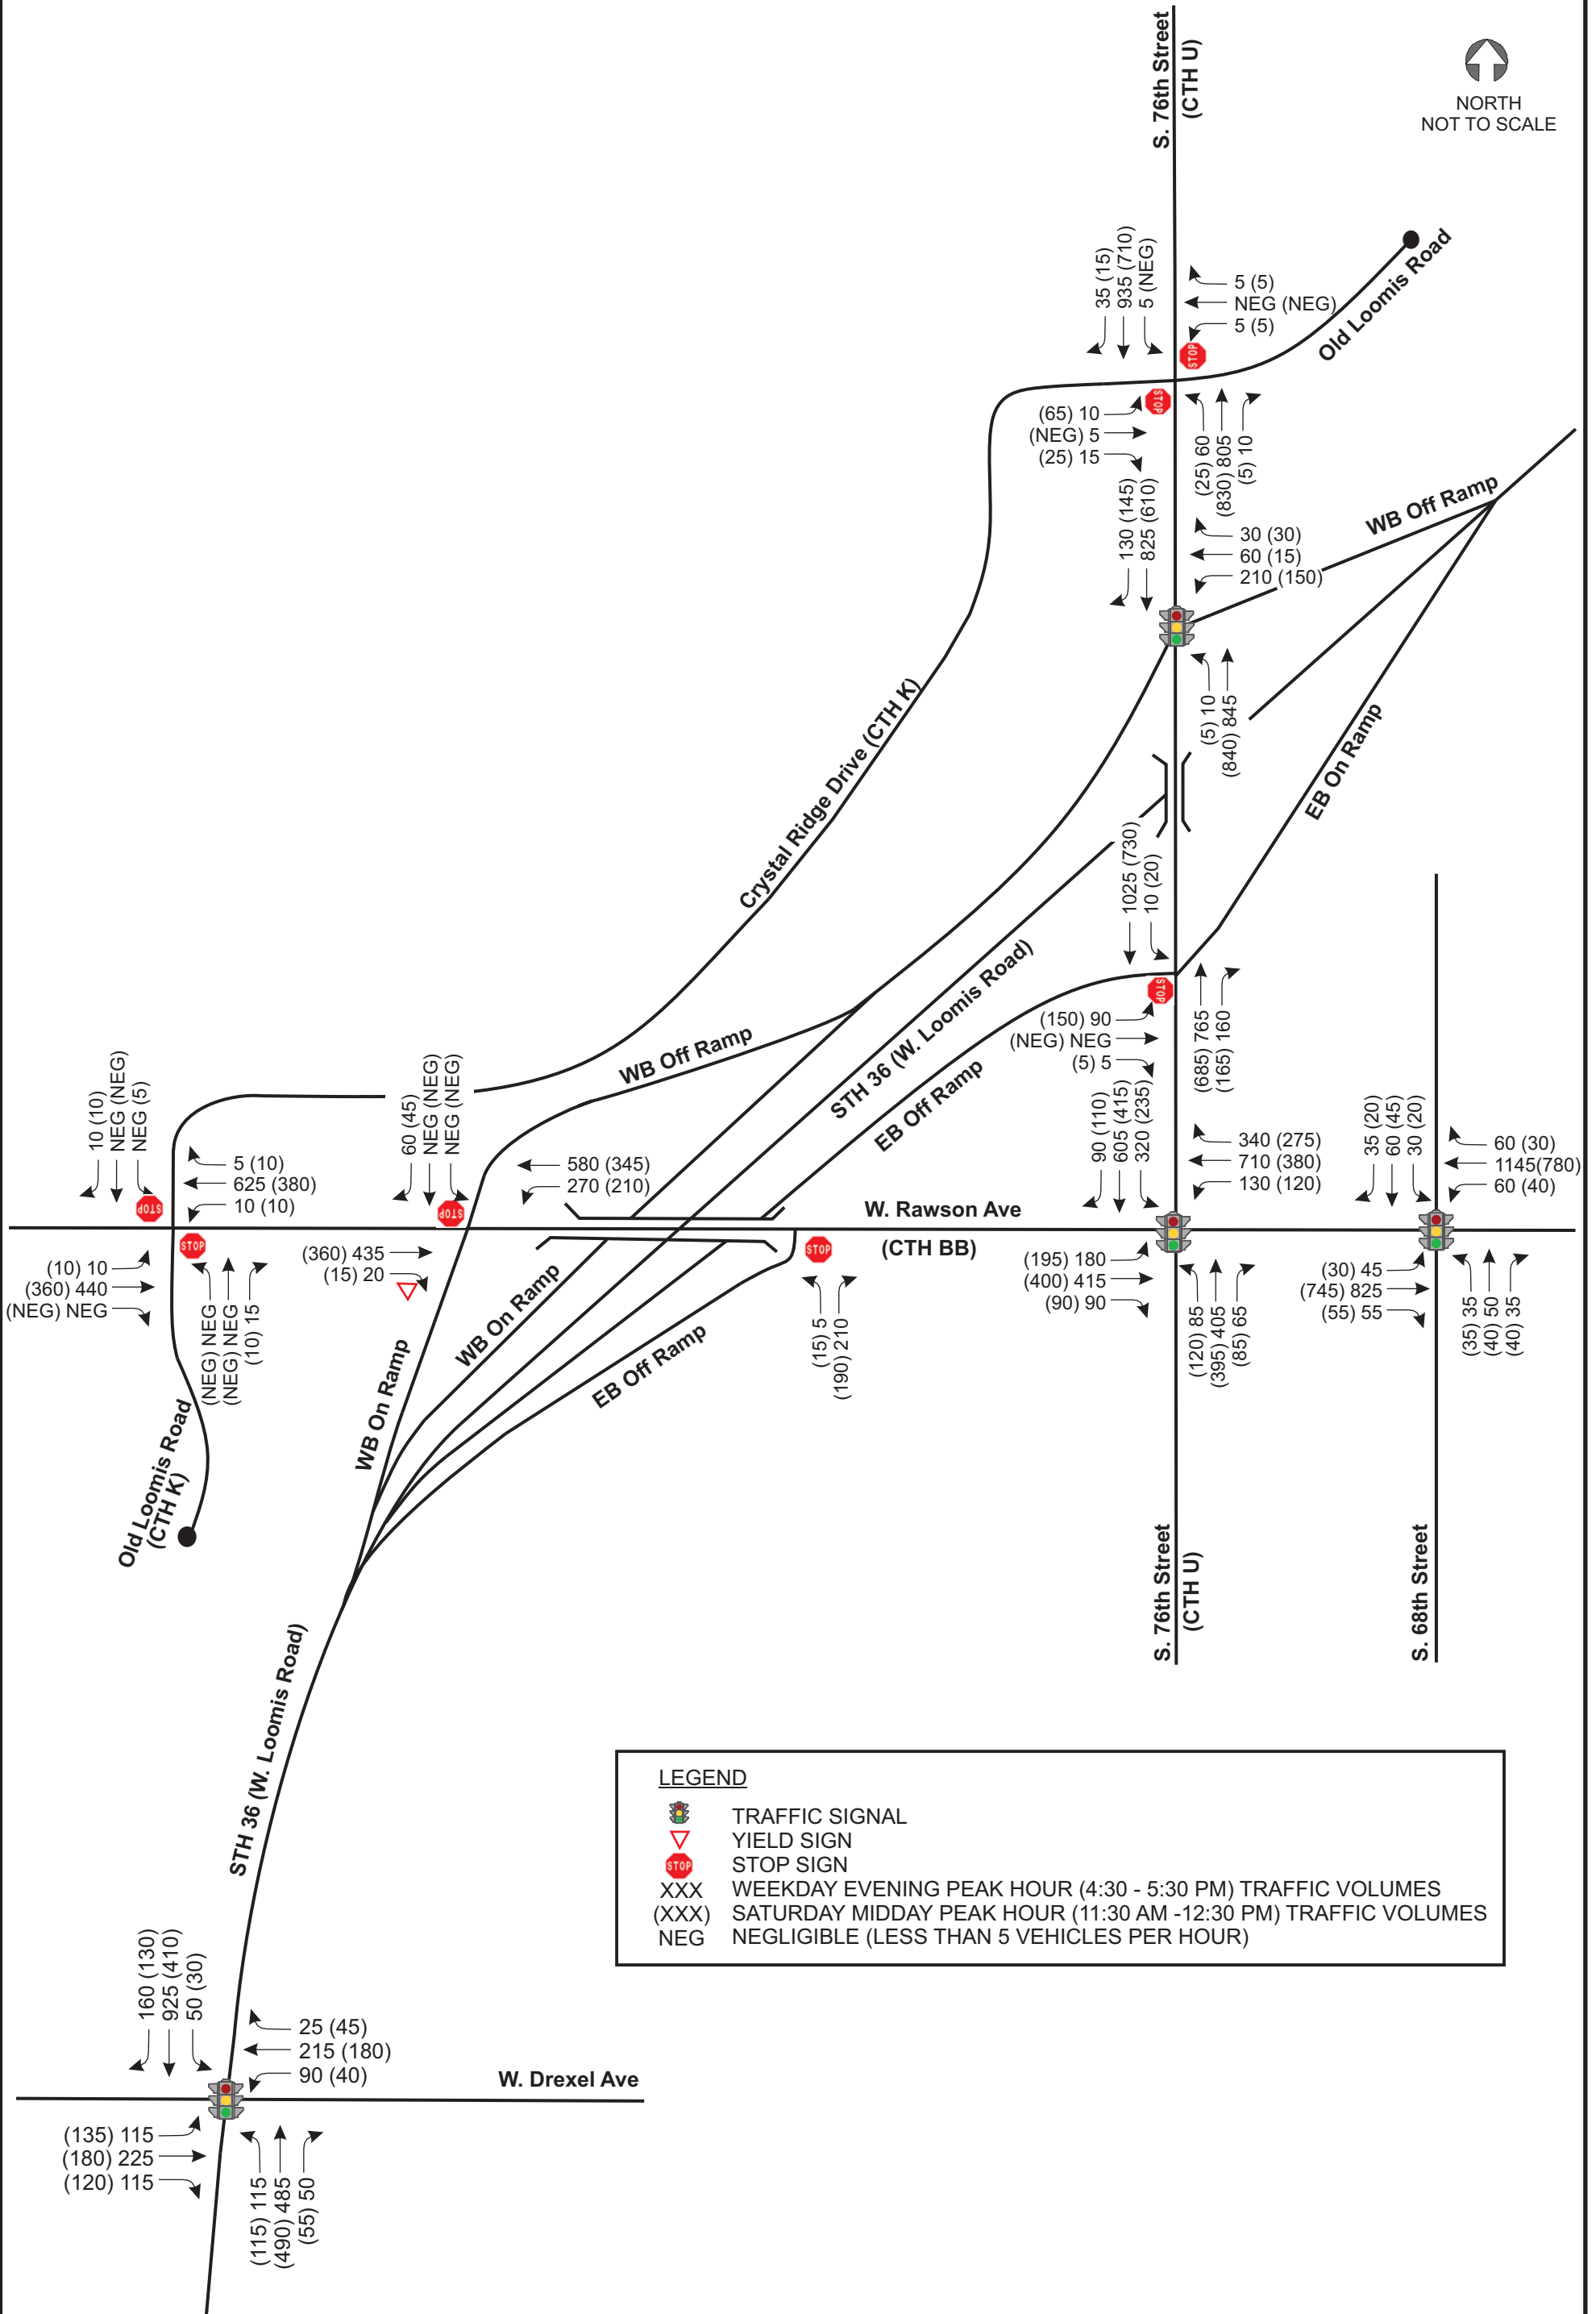 S. 76th Street
(CTH U)
NORTH
NOT TO SCALE
35 (15)
935 (710)
5 (NEG)
5 (5)
NEG (NEG)
5 (5)
Old Loomis Road
STOP
STOP
(65) 10
(NEG) 5
(25) 15
(25) 60
(830) 805
(5) 10
130 (145)
825 (610)
30 (30)
60 (15)
210 (150)
WB Off Ramp
(5) 10
(840) 845
EB On Ramp
Crystal Ridge Drive (CTH K)
1025 (730)
10 (20)
STH 36 (W. Loomis Road)
STOP
(150) 90
(NEG) NEG
(5) 5
(685) 765
(165) 160
WB Off Ramp
EB Off Ramp
10 (10)
NEG (NEG)
NEG (5)
5 (10)
625 (380)
10 (10)
STOP
60 (45)
NEG (NEG)
NEG (NEG)
STOP
580 (345)
270 (210)
90 (110)
605 (415)
320 (235)
340 (275)
710 (380)
130 (120)
35 (20)
60 (45)
30 (20)
60 (30)
1145(780)
60 (40)
W. Rawson Ave
(CTH BB)
STOP
(10) 10
(360) 440
(NEG) NEG
(NEG) NEG
(NEG) NEG
(10) 15
(360) 435
(15) 20
STOP
(15) 5
(190) 210
(195) 180
(400) 415
(90) 90
(120) 85
(395) 405
(85) 65
(30) 45
(745) 825
(55) 55
(35) 35
(40) 50
(40) 35
WB On Ramp
WB On Ramp
EB Off Ramp
Old Loomis Road
(CTH K)
S. 76th Street
(CTH U)
S. 68th Street
STH 36 (W. Loomis Road)
LEGEND
TRAFFIC SIGNAL
YIELD SIGN
STOP STOP SIGN
XXX WEEKDAY EVENING PEAK HOUR (4:30 - 5:30 PM) TRAFFIC VOLUMES
(XXX) SATURDAY MIDDAY PEAK HOUR (11:30 AM -12:30 PM) TRAFFIC VOLUMES
NEG NEGLIGIBLE (LESS THAN 5 VEHICLES PER HOUR)
160 (130)
925 (410)
50 (30)
25 (45)
215 (180)
90 (40)
W. Drexel Ave
(135) 115
(180) 225
(120) 115
(115) 115
(490) 485
(55) 50